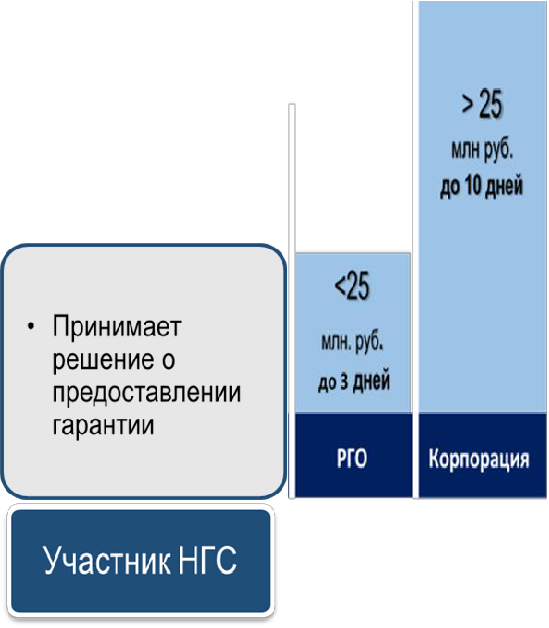 • Принимает
решение о
предоставлении
гарантии
Участник НГС
<25
млн. руб.
до 3 дней
РГО
> 25
млн руб.
до 10 дней
Корпорация